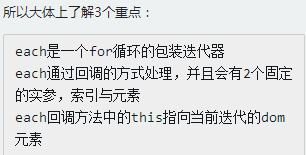 所以大体上了解3个重点：
each是一个for循环的包装迭代器
each通过回调的方式处理，并且会有2个固定
的实参，索引与元素
each回调方法中的this指向当前迭代的dom
元素